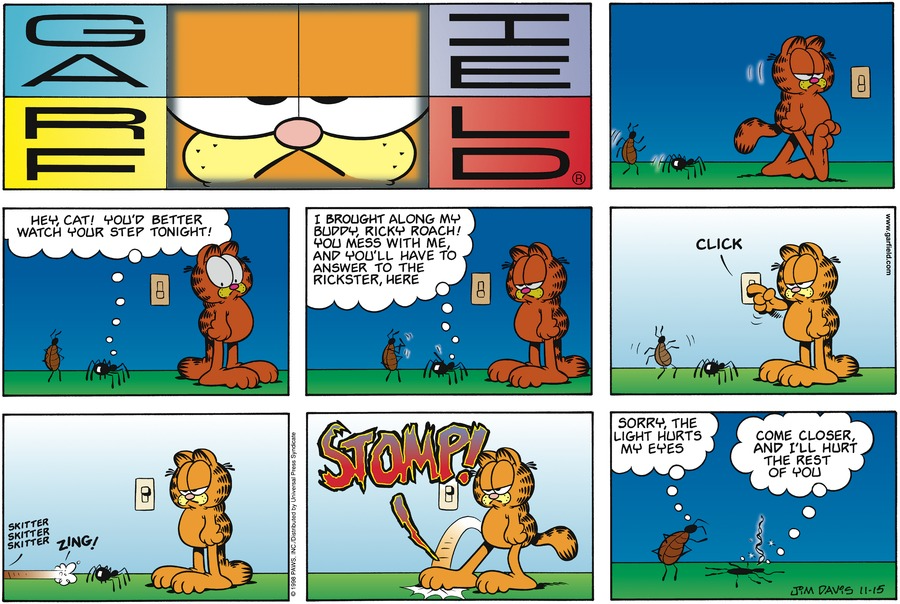 GARFIELD
®
HEY, CAT! YOU'D BETTER
WATCH YOUR STEP TONIGHT!
I BROUGHT ALONG MY
BUDDY, RICKY ROACH!
YOU MESS WITH ME,
AND YOU'LL HAVE TO
ANSWER TO THE
RICKSTER, HERE
CLICK
www.garfield.com
SKITTER
SKITTER
SKITTER
ZING!
© 1998 PAWS, INC./Distributed by Universal Press Syndicate
STOMP!
SORRY, THE
LIGHT HURTS
MY EYES
COME CLOSER,
AND I'LL HURT
THE REST
OF YOU
JIM DAVIS 11-15